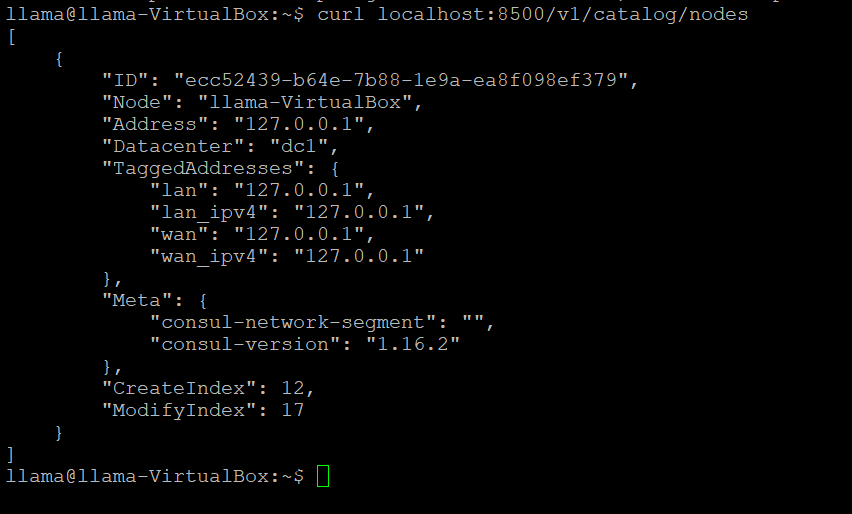 llama@llama-VirtualBox:~$ curl localhost:8500/v1/catalog/nodes
[
    {
        "ID": "ecc52439-b64e-7b88-1e9a-ea8f098ef379",
        "Node": "llama-VirtualBox",
        "Address": "127.0.0.1",
        "Datacenter": "dc1",
        "TaggedAddresses": {
            "lan": "127.0.0.1",
            "lan_ipv4": "127.0.0.1",
            "wan": "127.0.0.1",
            "wan_ipv4": "127.0.0.1"
        },
        "Meta": {
            "consul-network-segment": "",
            "consul-version": "1.16.2"
        },
        "CreateIndex": 12,
        "ModifyIndex": 17
    }
]
llama@llama-VirtualBox:~$